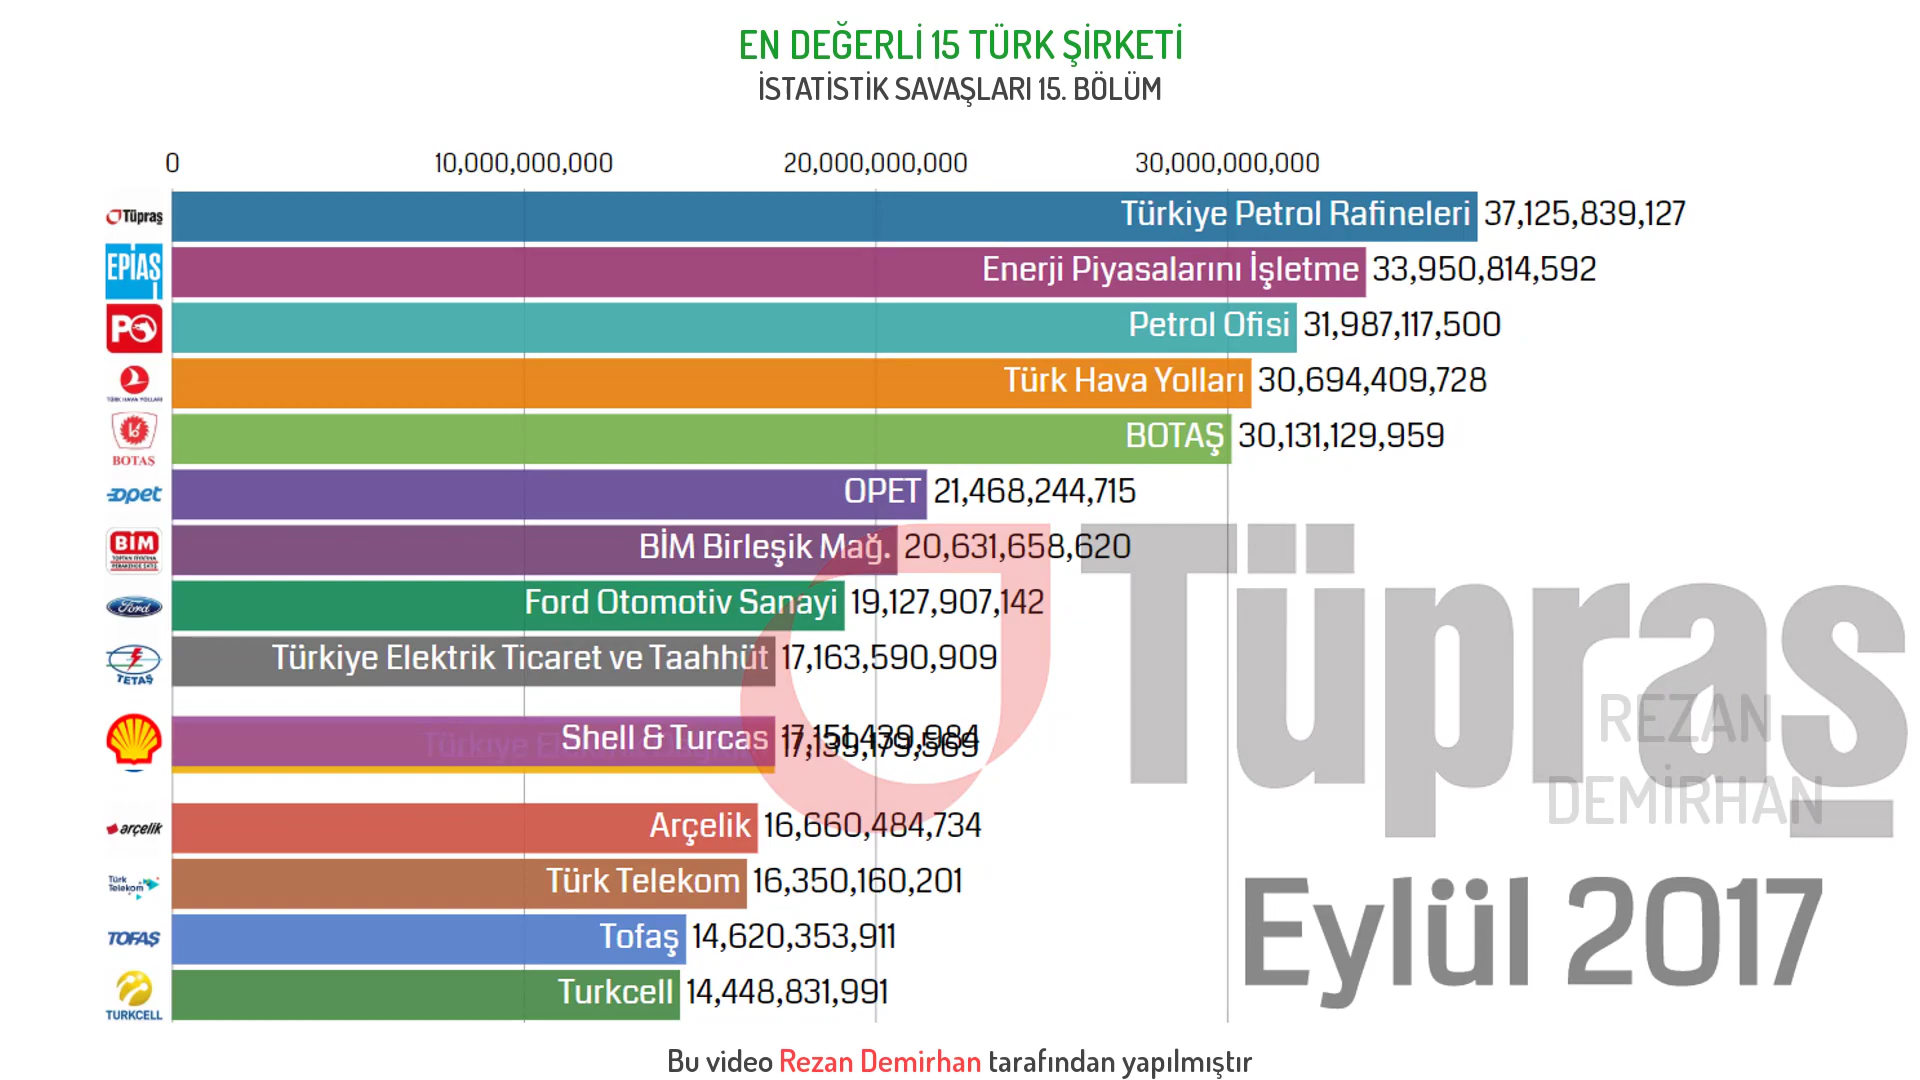 EN DEĞERLİ 15 TÜRK ŞİRKETİ
İSTATİSTİK SAVAŞLARI 15. BÖLÜM
0 10,000,000,000 20,000,000,000 30,000,000,000
Tüpraş Türkiye Petrol Rafineleri 37,125,839,127
EPİAŞ Enerji Piyasalarını İşletme 33,950,814,592
PO Petrol Ofisi 31,987,117,500
TÜRK HAVA YOLLARI Türk Hava Yolları 30,694,409,728
BOTAŞ BOTAŞ 30,131,129,959
opet OPET 21,468,244,715
BİM BİM Birleşik Mağ. 20,631,658,620
Ford Ford Otomotiv Sanayi 19,127,907,142
TETAŞ Türkiye Elektrik Ticaret ve Taahhüt 17,163,590,909
Shell & Turcas
arçelik Arçelik 16,660,484,734
Türk Telekom Türk Telekom 16,350,160,201
TOFAŞ Tofaş 14,620,353,911
TURKCELL Turkcell 14,448,831,991
Tüpraş
REZAN
DEMİRHAN
Eylül 2017
Bu video Rezan Demirhan tarafından yapılmıştır